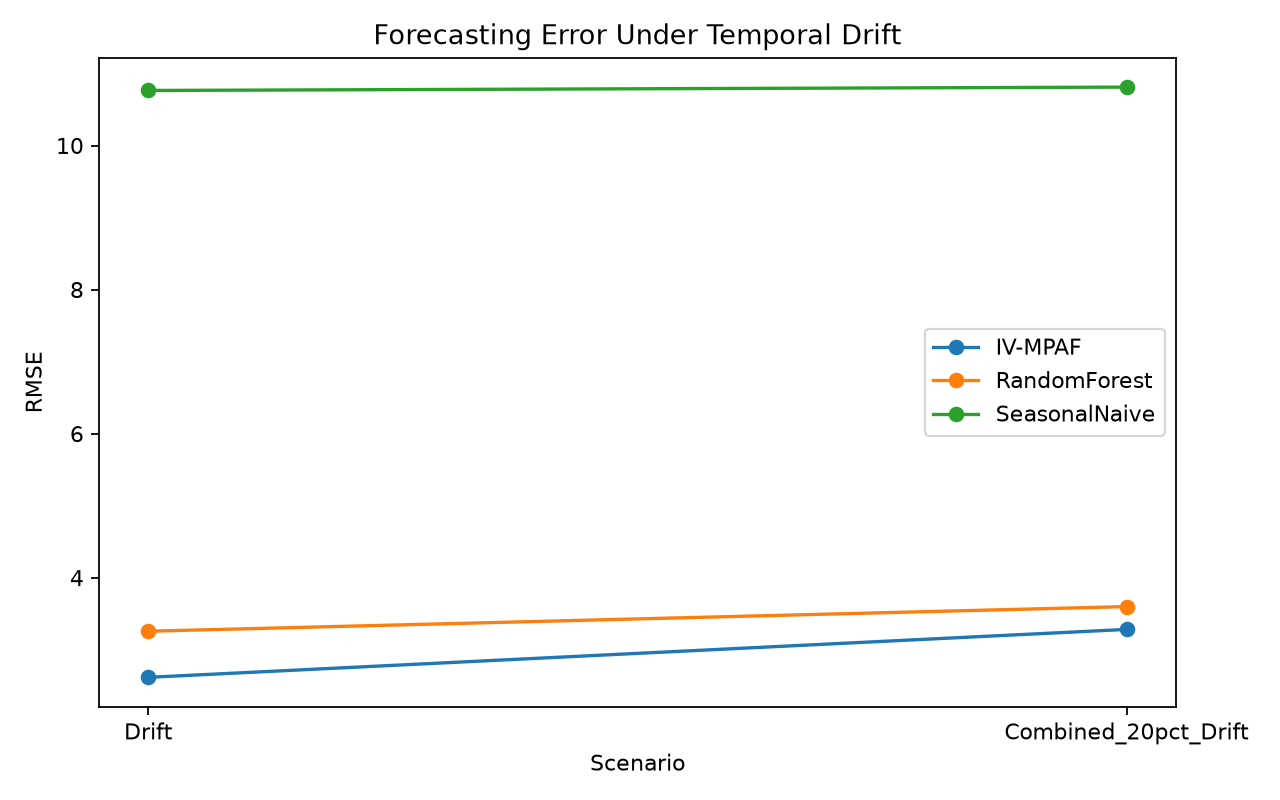 Forecasting Error Under Temporal Drift
RMSE
10
8
6
4
IV-MPAF
RandomForest
SeasonalNaive
Drift
Combined_20pct_Drift
Scenario